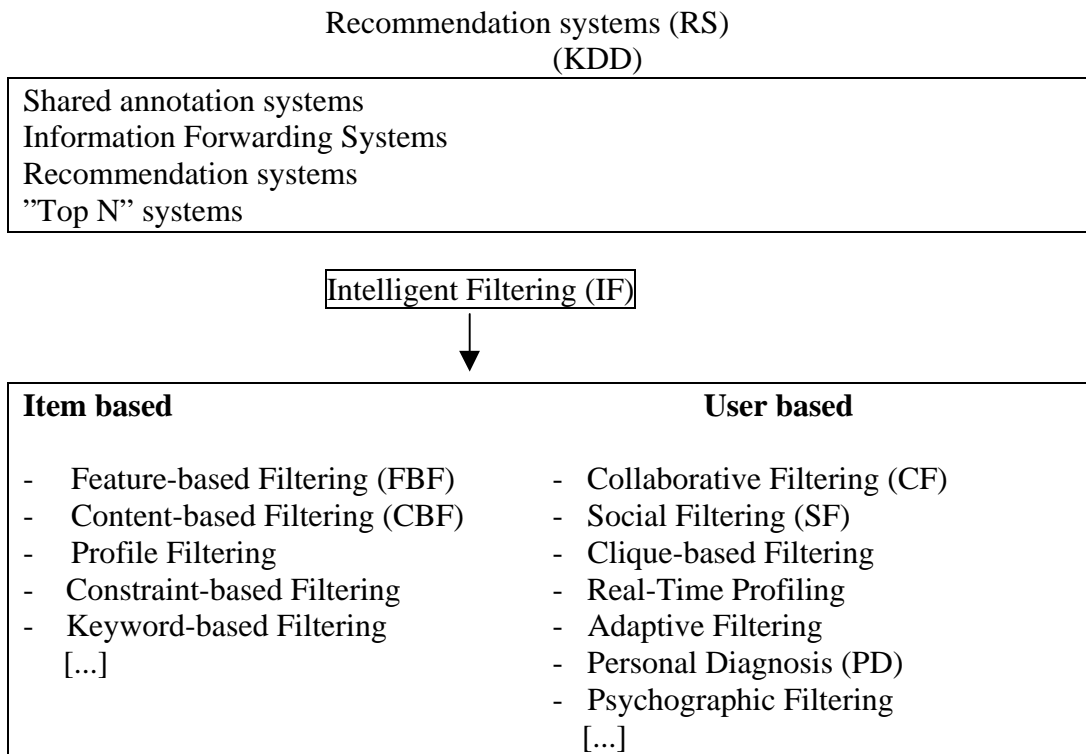 Recommendation systems (RS)
(KDD)
Shared annotation systems
Information Forwarding Systems
Recommendation systems
”Top N” systems
Intelligent Filtering (IF)
Item based
- Feature-based Filtering (FBF)
- Content-based Filtering (CBF)
- Profile Filtering
- Constraint-based Filtering
- Keyword-based Filtering
[...]
User based
- Collaborative Filtering (CF)
- Social Filtering (SF)
- Clique-based Filtering
- Real-Time Profiling
- Adaptive Filtering
- Personal Diagnosis (PD)
- Psychographic Filtering
[...]